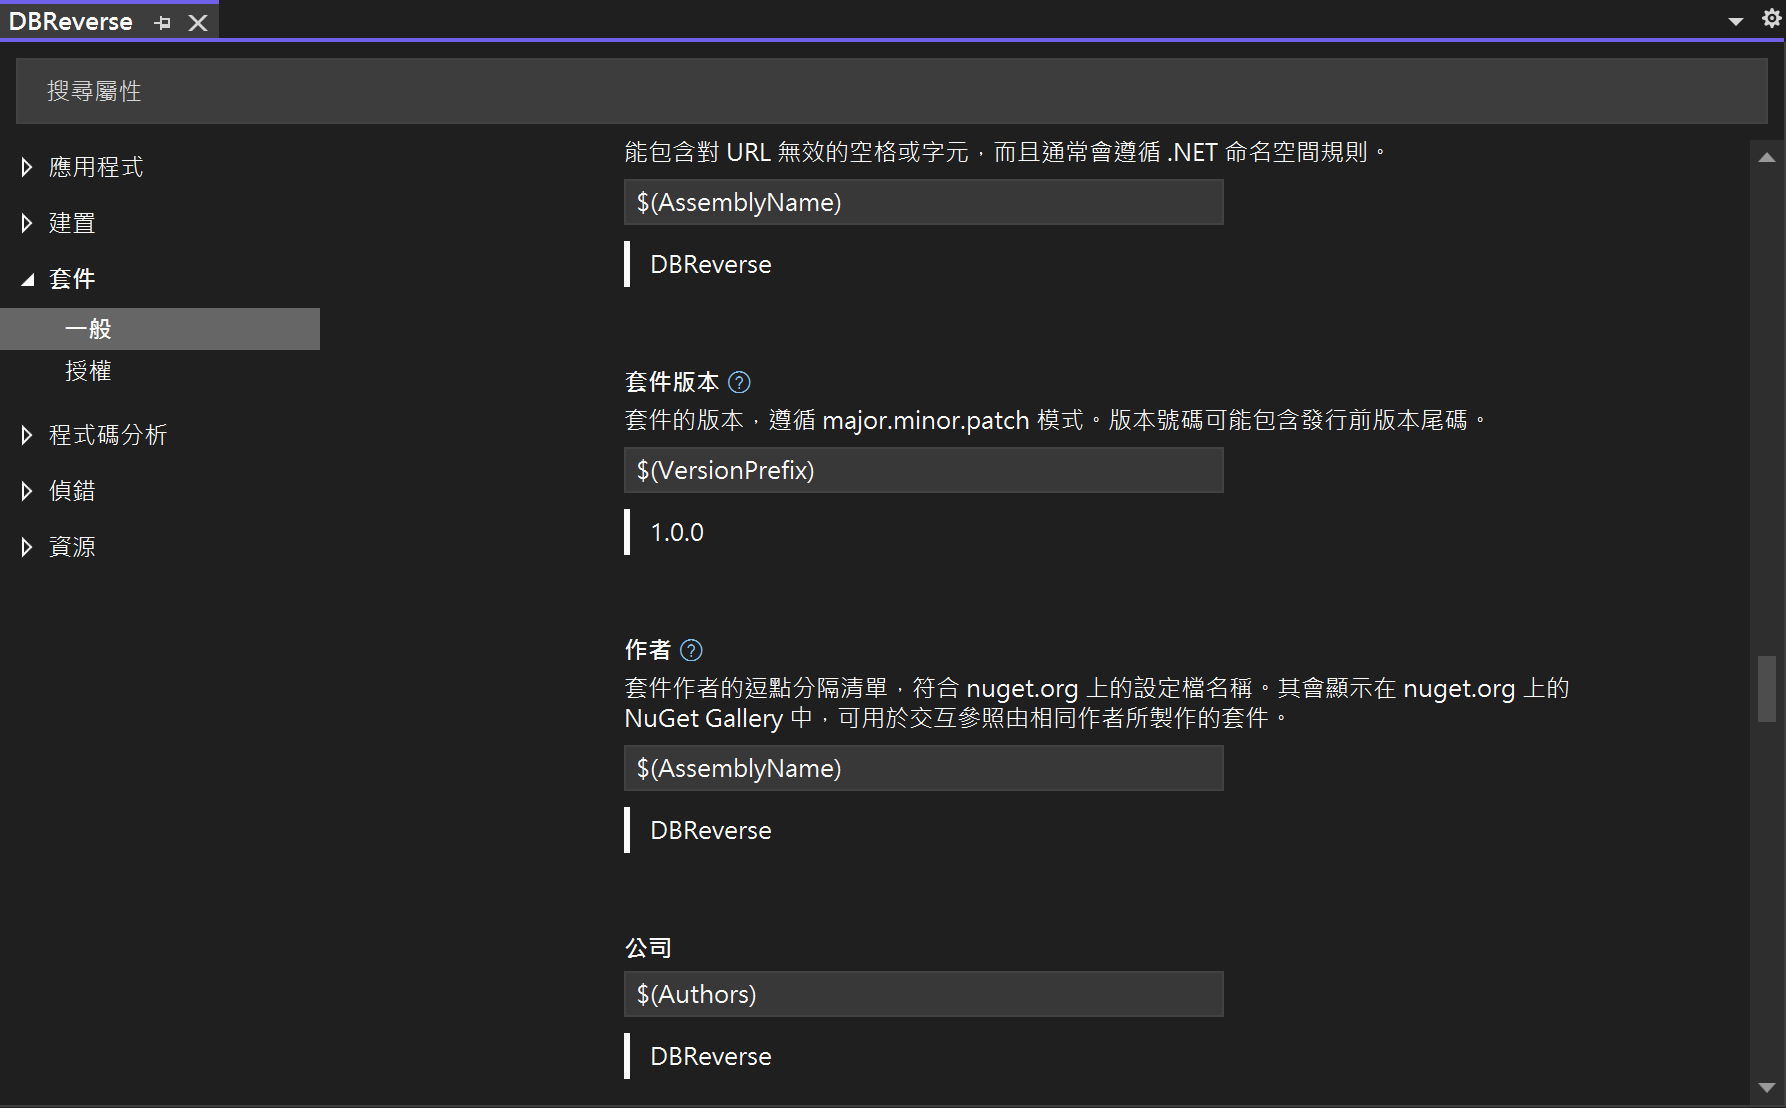 DBReverse
搜尋屬性
應用程式
建置
套件
一般
授權
程式碼分析
偵錯
資源
能包含對 URL 無效的空格或字元，而且通常會遵循 .NET 命名空間規則。
$(AssemblyName)
DBReverse
套件版本
套件的版本，遵循 major.minor.patch 模式。版本號碼可能包含發行前版本尾碼。
$(VersionPrefix)
1.0.0
作者
套件作者的逗點分隔清單，符合 nuget.org 上的設定檔名稱。其會顯示在 nuget.org 上的
NuGet Gallery 中，可用於交互參照由相同作者所製作的套件。
$(AssemblyName)
DBReverse
公司
$(Authors)
DBReverse